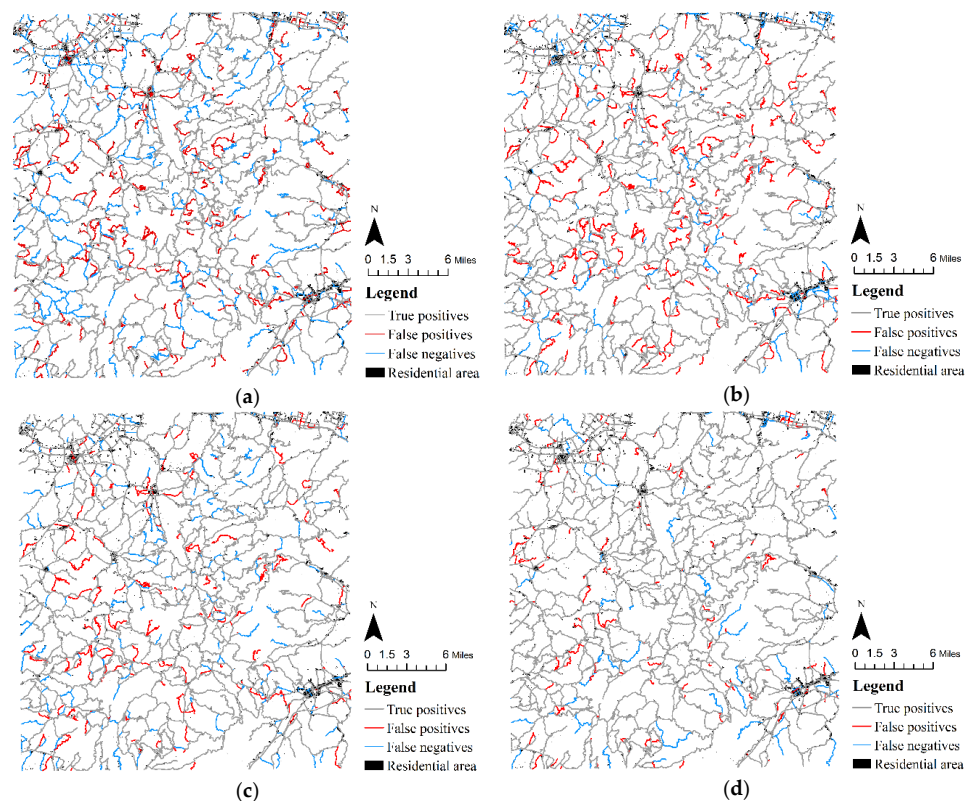 N
0 1.5 3 6 Miles
Legend
True positives
False positives
False negatives
Residential area
(a)
N
0 1.5 3 6 Miles
Legend
True positives
False positives
False negatives
Residential area
(b)
N
0 1.5 3 6 Miles
Legend
True positives
False positives
False negatives
Residential area
(c)
N
0 1.5 3 6 Miles
Legend
True positives
False positives
False negatives
Residential area
(d)